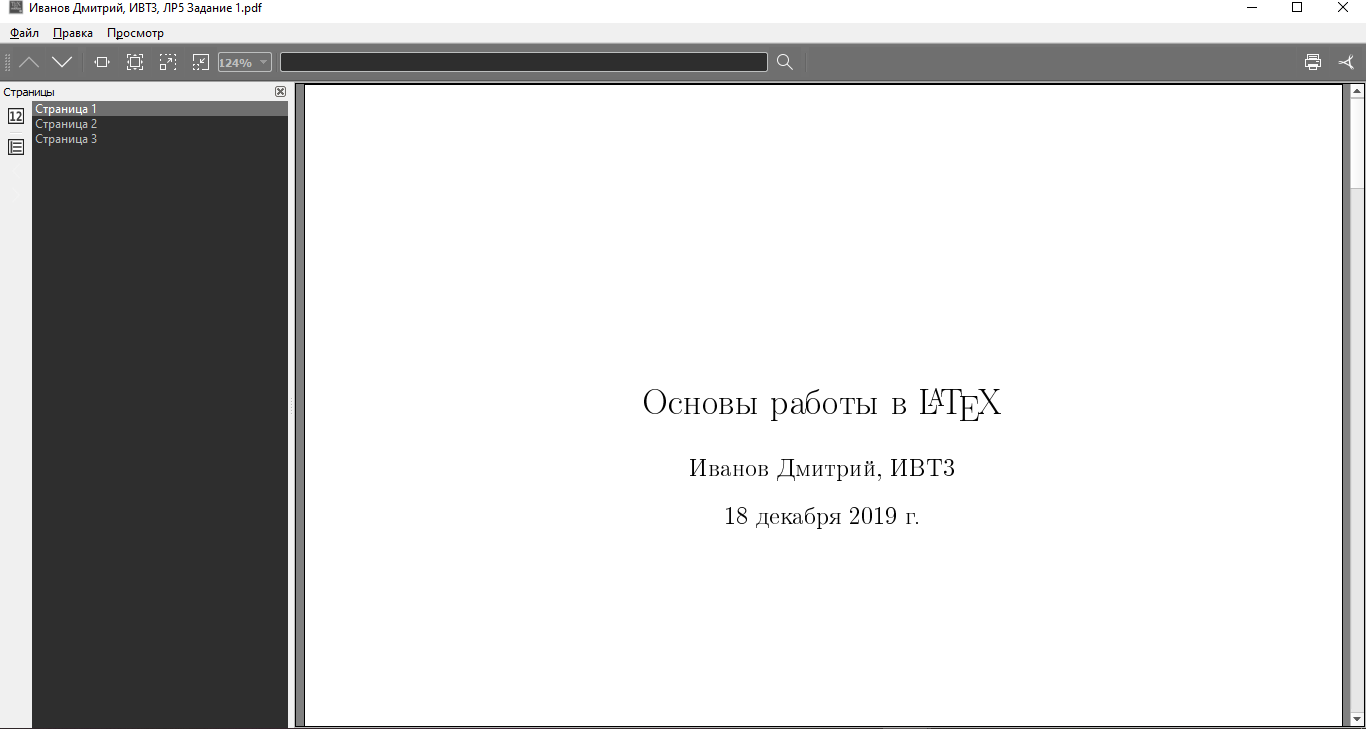 Иванов Дмитрий, ИВТ3, ЛР5 Задание 1.pdf
Файл Правка Просмотр
124%
Страницы
12
Страница 1
Страница 2
Страница 3
Основы работы в LATEX
Иванов Дмитрий, ИВТ3
18 декабря 2019 г.